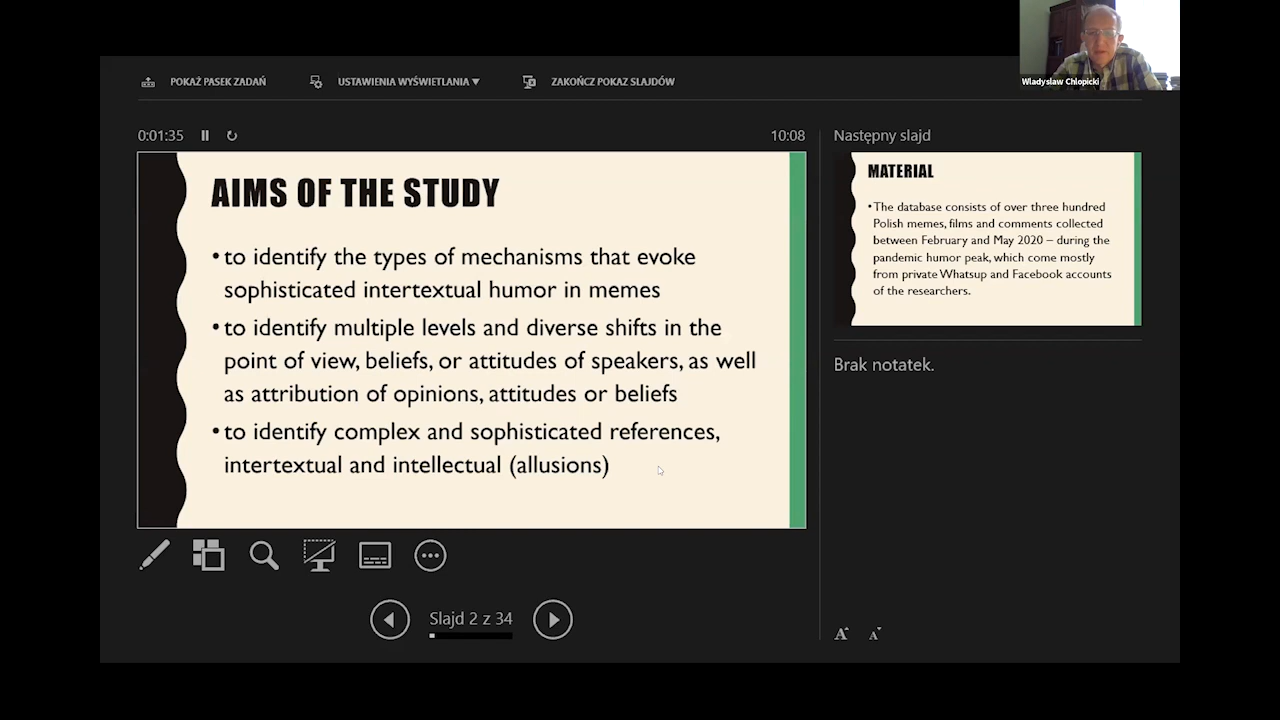 Wladyslaw Chlopicki
POKAŻ PASEK ZADAŃ
USTAWIENIA WYŚWIETLANIA
ZAKOŃCZ POKAZ SLAJDÓW
0:01:35
10:08
AIMS OF THE STUDY
•to identify the types of mechanisms that evoke
sophisticated intertextual humor in memes
•to identify multiple levels and diverse shifts in the
point of view, beliefs, or attitudes of speakers, as well
as attribution of opinions, attitudes or beliefs
•to identify complex and sophisticated references,
intertextual and intellectual (allusions)
Slajd 2 z 34
Następny slajd
MATERIAL
•The database consists of over three hundred
Polish memes, films and comments collected
between February and May 2020 – during the
pandemic humor peak, which come mostly
from private Whatsup and Facebook accounts
of the researchers.
Brak notatek.
A A